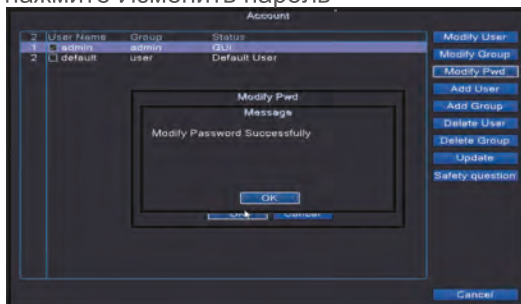 нажмите Изменить пароль
Account
2 User Name Group Status
1 admin admin GUI
2 default user Default User
Modify User
Modify Group
Modify Pwd
Add User
Add Group
Delete User
Delete Group
Update
Safety question
Modify Pwd
Message
Modify Password Successfully
OK
OK Cancel
Cancel